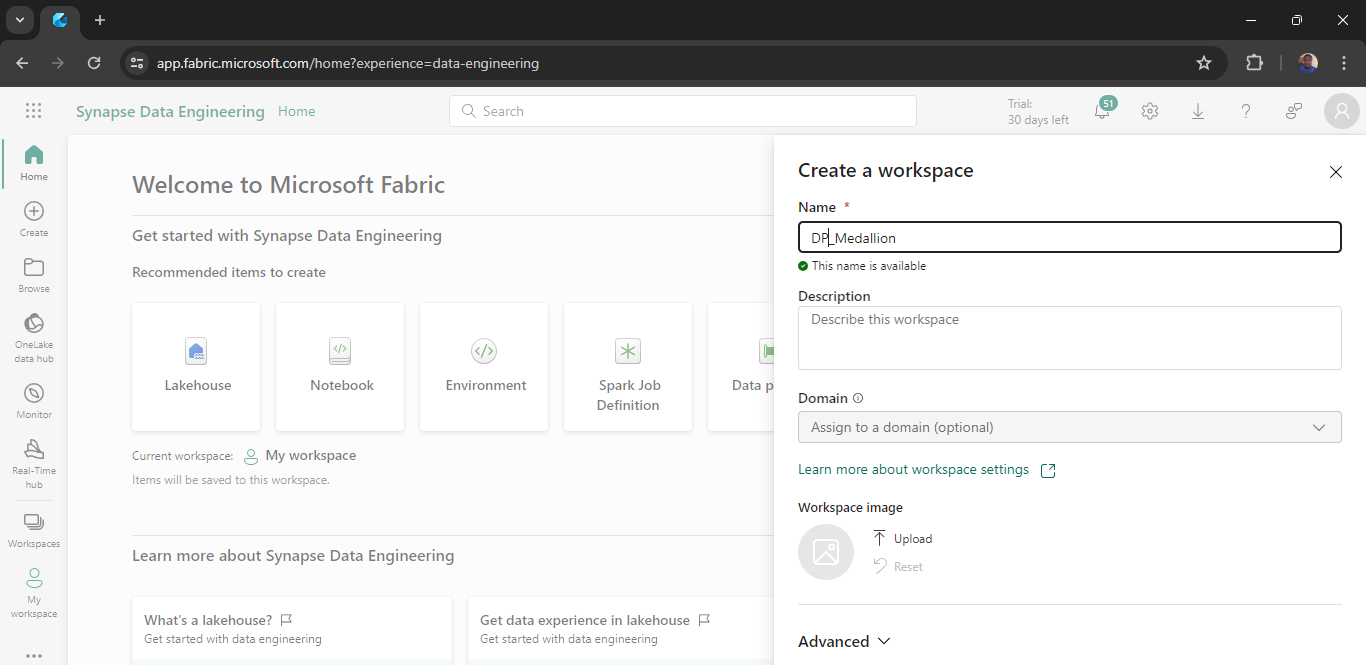 app.fabric.microsoft.com/home?experience=data-engineering
Synapse Data Engineering Home
Search
Trial:
30 days left
51
Home
Create
Browse
OneLake
data hub
Monitor
Real-Time
hub
Workspaces
My
workspace
Welcome to Microsoft Fabric
Get started with Synapse Data Engineering
Recommended items to create
Lakehouse
Notebook
Environment
Spark Job
Definition
Data p
Current workspace: My workspace
Items will be saved to this workspace.
Learn more about Synapse Data Engineering
What's a lakehouse?
Get started with data engineering
Get data experience in lakehouse
Get started with data engineering
Create a workspace
Name *
DP_Medallion
This name is available
Description
Describe this workspace
Domain
Assign to a domain (optional)
Learn more about workspace settings
Workspace image
Upload
Reset
Advanced